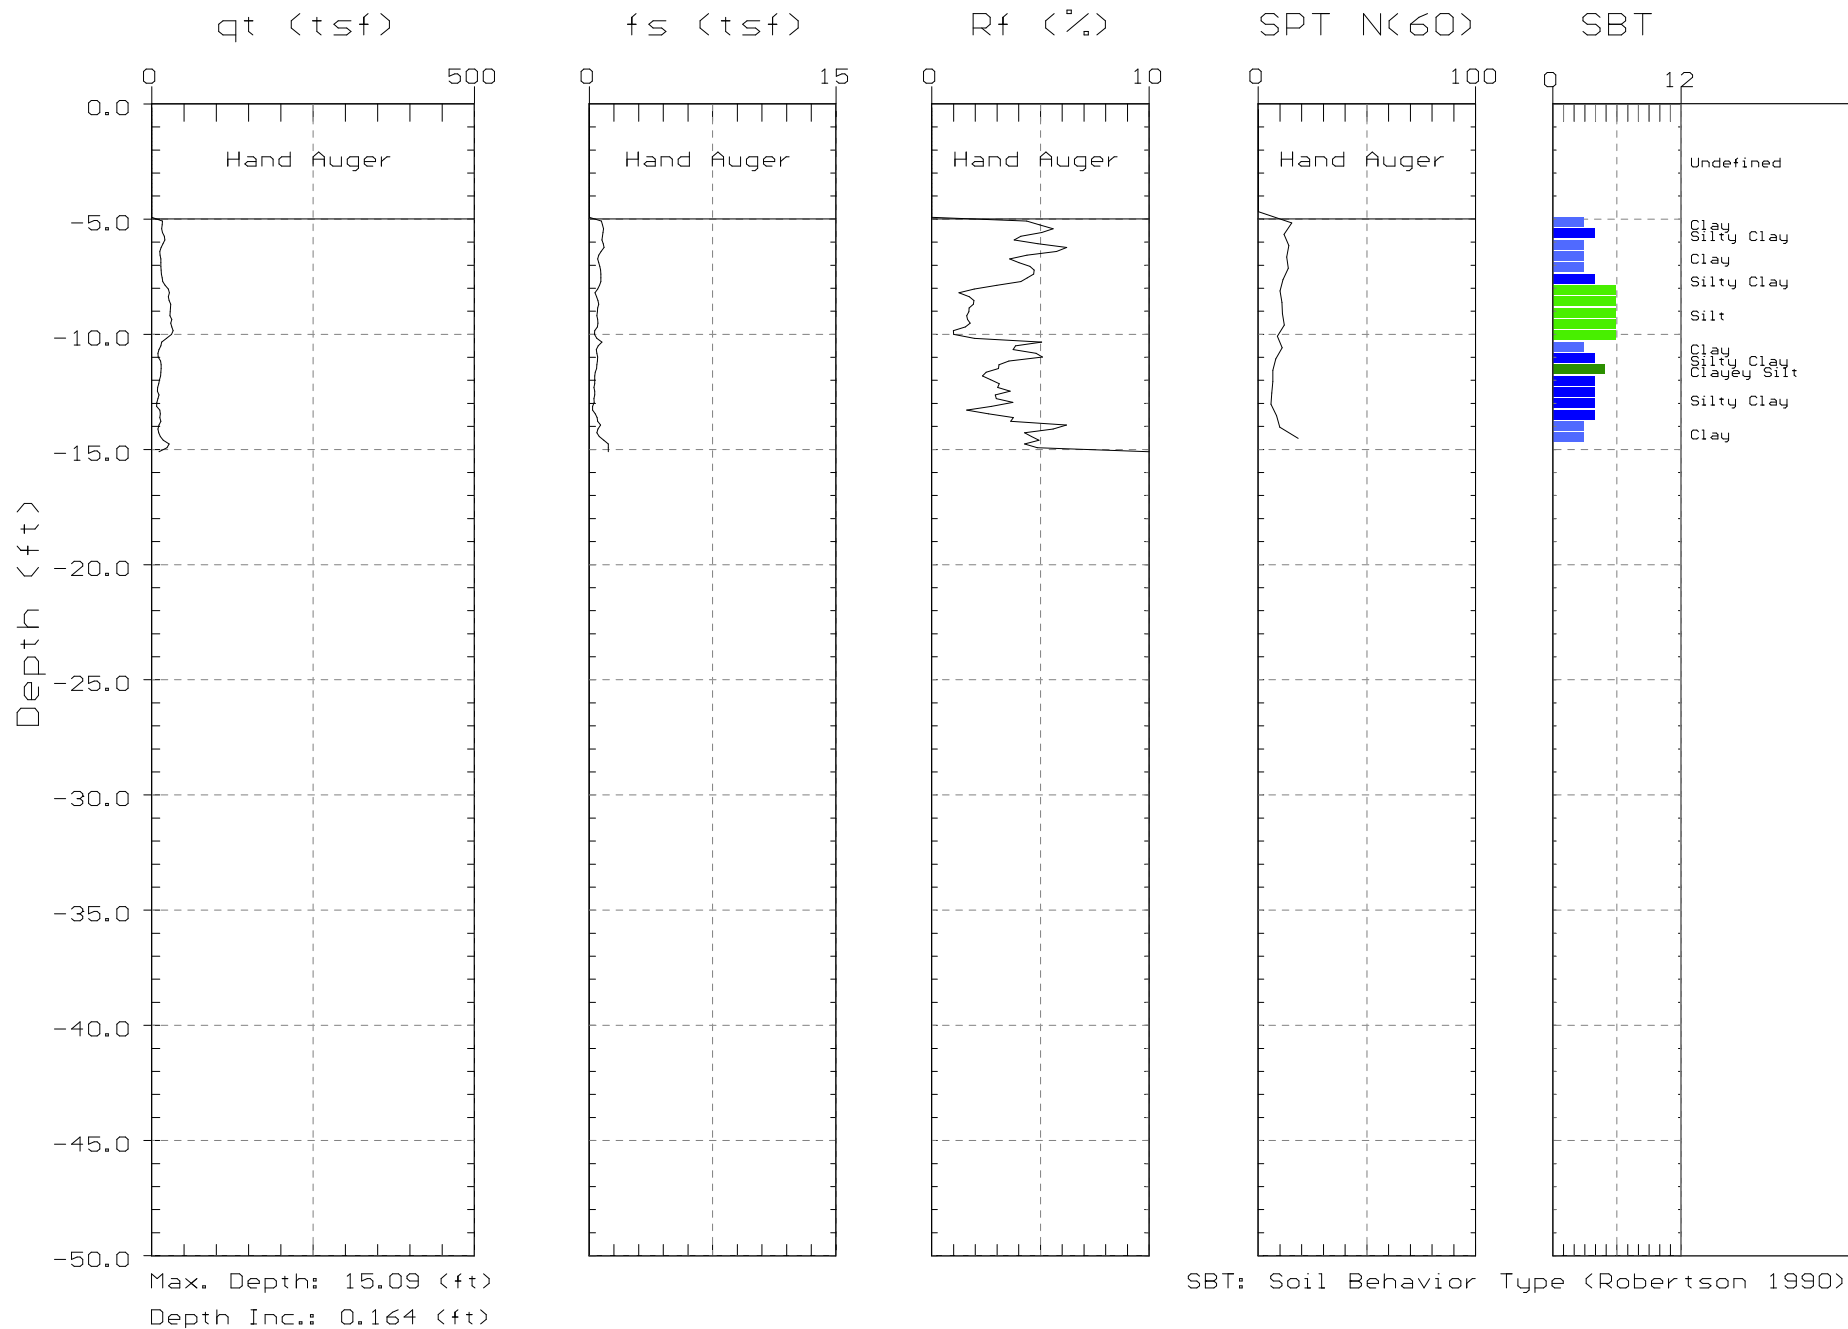 qt (tsf) fs (tsf) Rf (%) SPT N(60) SBT
0 500 0 15 0 10 0 100 0 12
0.0
Hand Auger Hand Auger Hand Auger Hand Auger Undefined
-5.0
Clay
Silty Clay
Clay
Silty Clay
Silt
-10.0
Clay
Silty Clay
Clayey Silt
Silty Clay
Clay
-15.0
Depth (ft)
-20.0
-25.0
-30.0
-35.0
-40.0
-45.0
-50.0
Max. Depth: 15.09 (ft) SBT: Soil Behavior Type (Robertson 1990)
Depth Inc.: 0.164 (ft)